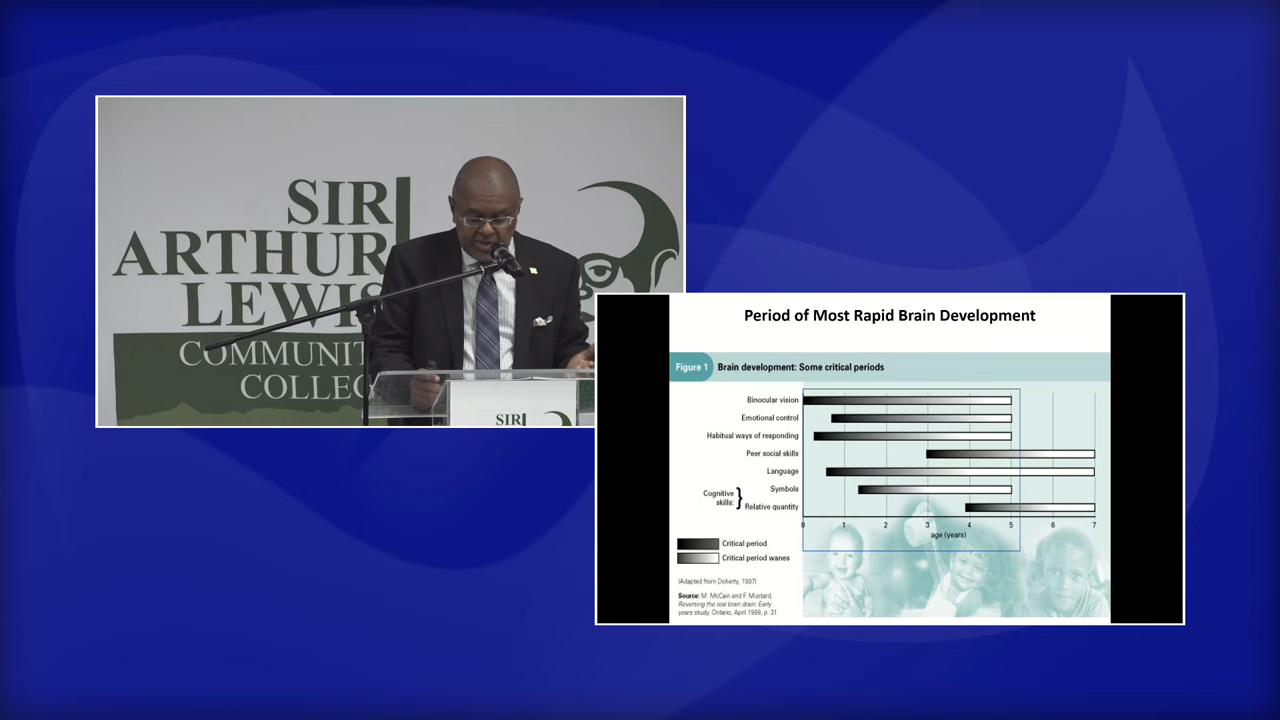 SIR
ARTHUR
LEWIS
COMMUNIT
COLLEG
SIR
Period of Most Rapid Brain Development
Figure 1 Brain development: Some critical periods
Binocular vision
Emotional control
Habitual ways of responding
Peer social skills
Language
Cognitive skills:
Symbols
Relative quantity
0 1 2 3 4 5 6 7
age (years)
Critical period
Critical period wanes
(Adapted from Doherty, 1997)
Source: M. McCain and F. Mustard,
Reversing the real brain drain: Early
years study, Ontario, April 1999, p. 31.